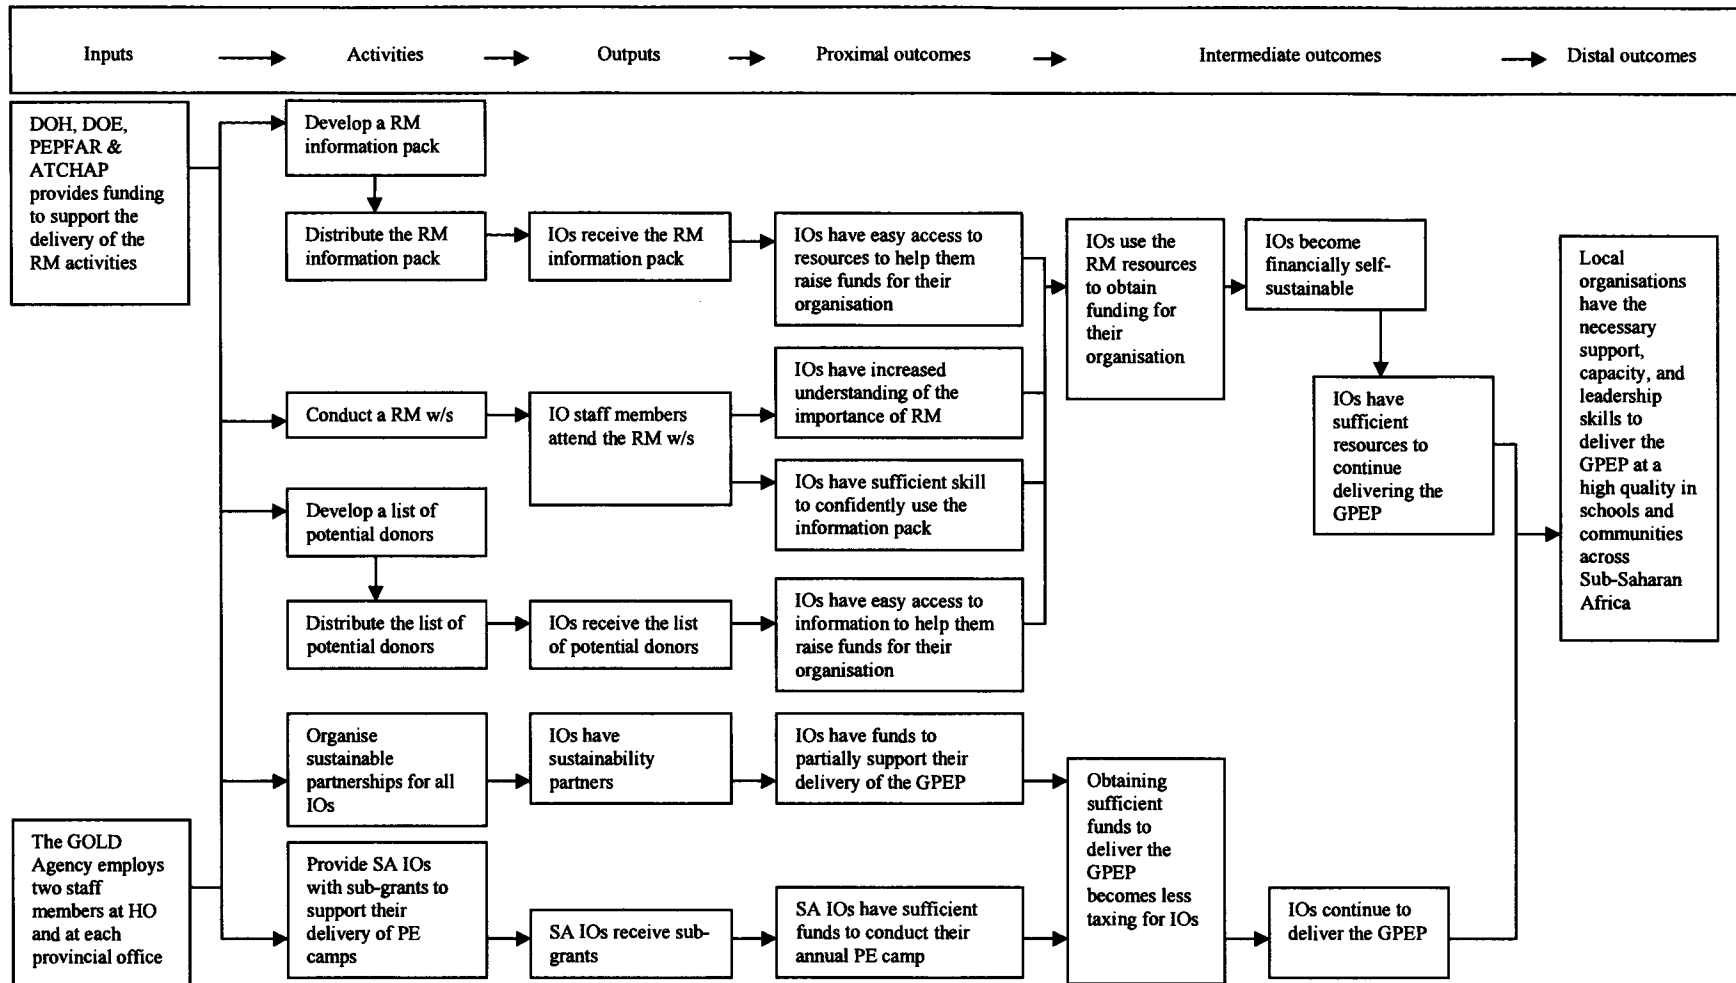 Inputs
Activities
Outputs
Proximal outcomes
Intermediate outcomes
Distal outcomes
DOH, DOE,
PEPFAR &
ATCHAP
provides funding
to support the
delivery of the
RM activities
The GOLD
Agency employs
two staff
members at HO
and at each
provincial office
Develop a RM
information pack
Distribute the RM
information pack
Conduct a RM w/s
Develop a list of
potential donors
Distribute the list of
potential donors
Organise
sustainable
partnerships for all
IOs
Provide SA IOs
with sub-grants to
support their
delivery of PE
camps
IOs receive the RM
information pack
IO staff members
attend the RM w/s
IOs receive the list
of potential donors
IOs have
sustainability
partners
SA IOs receive sub-
grants
IOs have easy access to
resources to help them
raise funds for their
organisation
IOs have increased
understanding of the
importance of RM
IOs have sufficient skill
to confidently use the
information pack
IOs have easy access to
information to help them
raise funds for their
organisation
IOs have funds to
partially support their
delivery of the GPEP
SA IOs have sufficient
funds to conduct their
annual PE camp
IOs use the
RM resources
to obtain
funding for
their
organisation
Obtaining
sufficient
funds to
deliver the
GPEP
becomes less
taxing for IOs
IOs become
financially self-
sustainable
IOs have
sufficient
resources to
continue
delivering the
GPEP
IOs continue to
deliver the GPEP
Local
organisations
have the
necessary
support,
capacity, and
leadership
skills to
deliver the
GPEP at a
high quality in
schools and
communities
across
Sub-Saharan
Africa